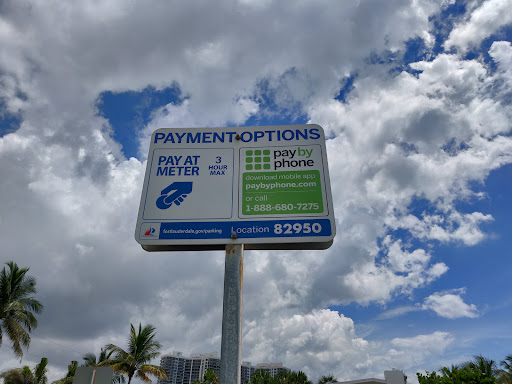 PAYMENT OPTIONS
PAY AT
METER
3
HOUR
MAX
pay by
phone
download mobile app
paybyphone.com
or call
1-888-680-7275
fortlauderdale.gov/parking
Location 82950